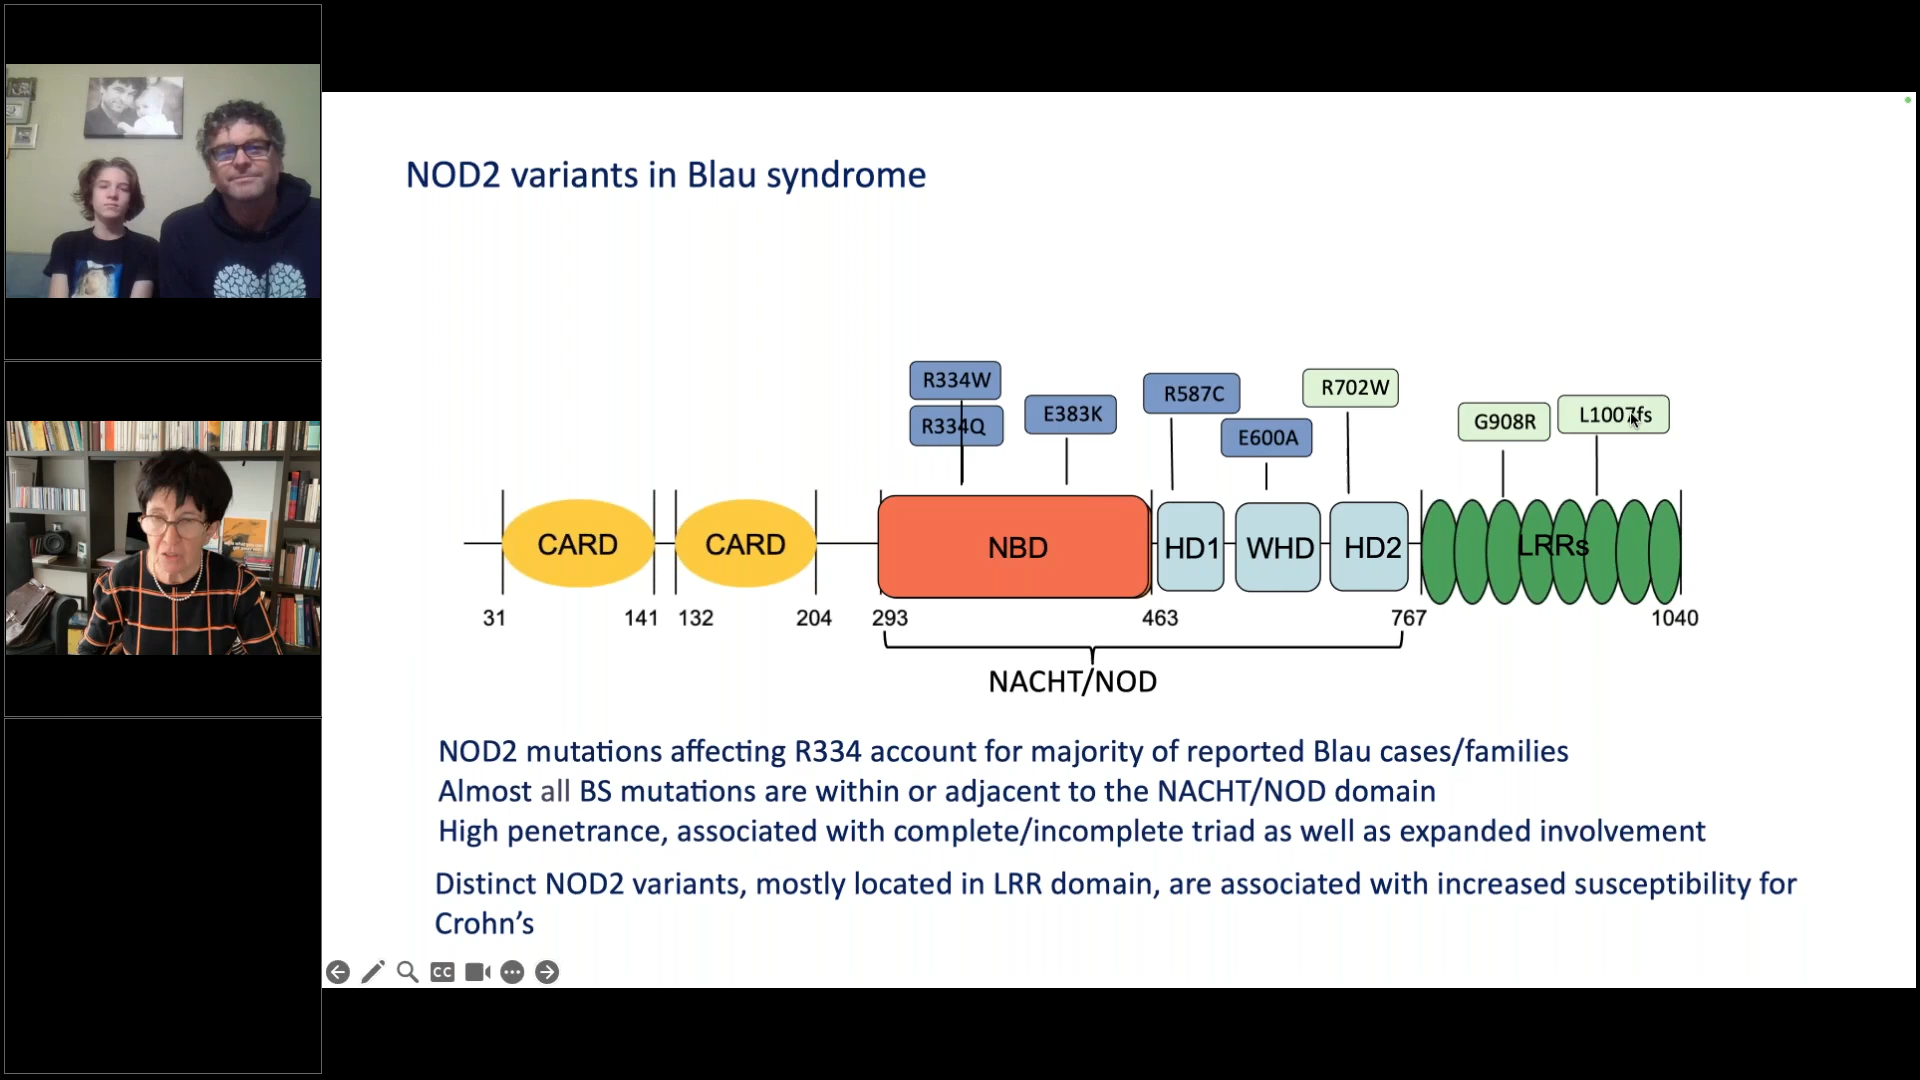 NOD2 variants in Blau syndrome
R334W
R334Q
E383K
R587C
E600A
R702W
G908R
L1007fs
CARD
CARD
NBD
HD1
WHD
HD2
LRRs
31
141
132
204
293
463
767
1040
NACHT/NOD
NOD2 mutations affecting R334 account for majority of reported Blau cases/families
Almost all BS mutations are within or adjacent to the NACHT/NOD domain
High penetrance, associated with complete/incomplete triad as well as expanded involvement
Distinct NOD2 variants, mostly located in LRR domain, are associated with increased susceptibility for
Crohn’s
CC